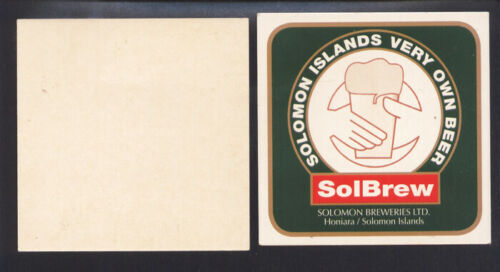 SOLOMON ISLANDS VERY OWN BEER
SolBrew
SOLOMON BREWERIES LTD.
Honiara / Solomon Islands